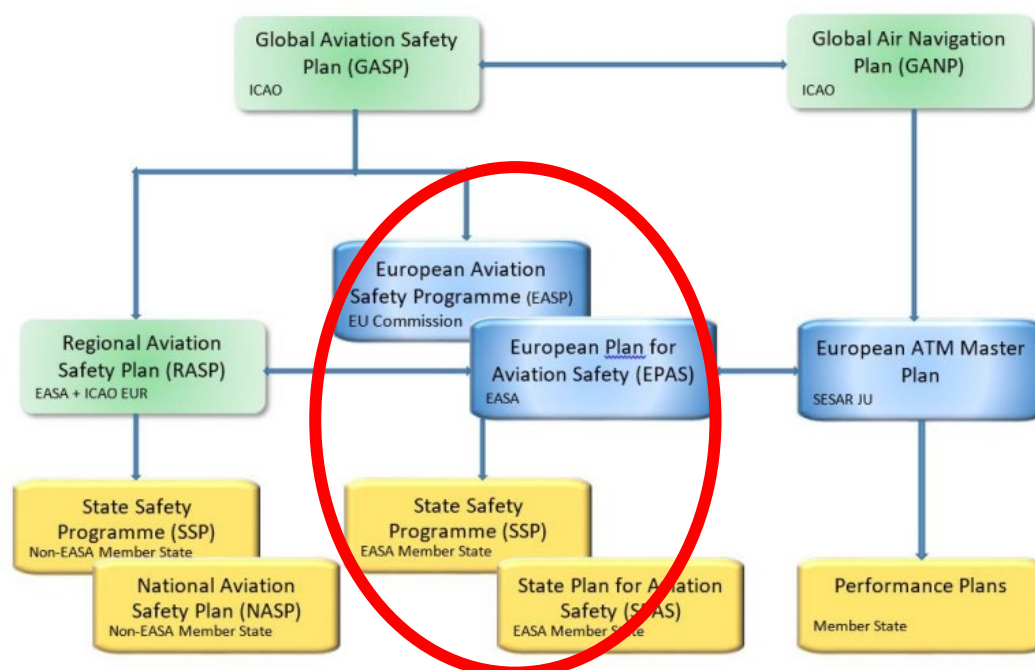 Global Aviation Safety
Plan (GASP)
ICAO
Global Air Navigation
Plan (GANP)
ICAO
European Aviation
Safety Programme (EASP)
EU Commission
Regional Aviation
Safety Plan (RASP)
EASA + ICAO EUR
European Plan for
Aviation Safety (EPAS)
EASA
European ATM Master
Plan
SESAR JU
State Safety
Programme (SSP)
Non-EASA Member State
National Aviation
Safety Plan (NASP)
Non-EASA Member State
State Safety
Programme (SSP)
EASA Member State
State Plan for Aviation
Safety (SPAS)
EASA Member State
Performance Plans
Member State